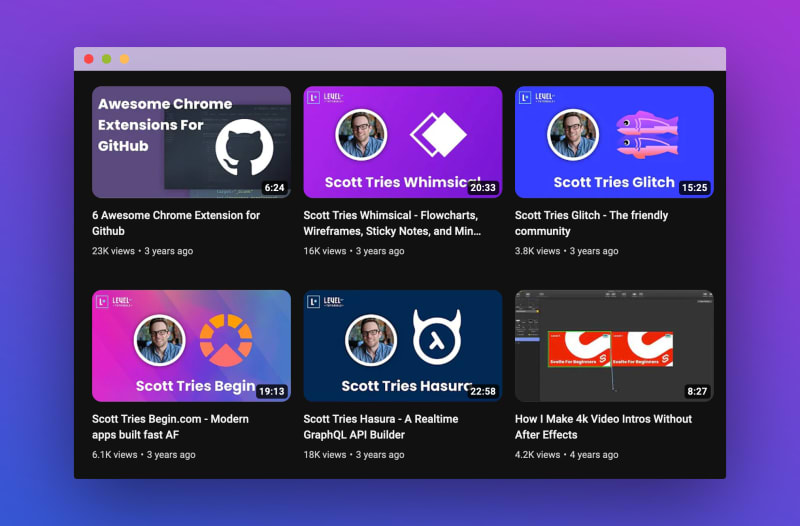 Awesome Chrome
Extensions For
GitHub
6:24
6 Awesome Chrome Extension for
Github
23K views • 3 years ago
LEVEL
TUTORIALS
Scott Tries Whimsical
20:33
Scott Tries Whimsical - Flowcharts,
Wireframes, Sticky Notes, and Min…
16K views • 3 years ago
LEVEL
TUTORIALS
Scott Tries Glitch
15:25
Scott Tries Glitch - The friendly
community
3.8K views • 3 years ago
LEVEL
TUTORIALS
Scott Tries Begin
19:13
Scott Tries Begin.com - Modern
apps built fast AF
6.1K views • 3 years ago
LEVEL
TUTORIALS
Scott Tries Hasura
22:58
Scott Tries Hasura - A Realtime
GraphQL API Builder
18K views • 3 years ago
Svelte For Beginners
Svelte For Beginners
8:27
How I Make 4k Video Intros Without
After Effects
4.2K views • 4 years ago